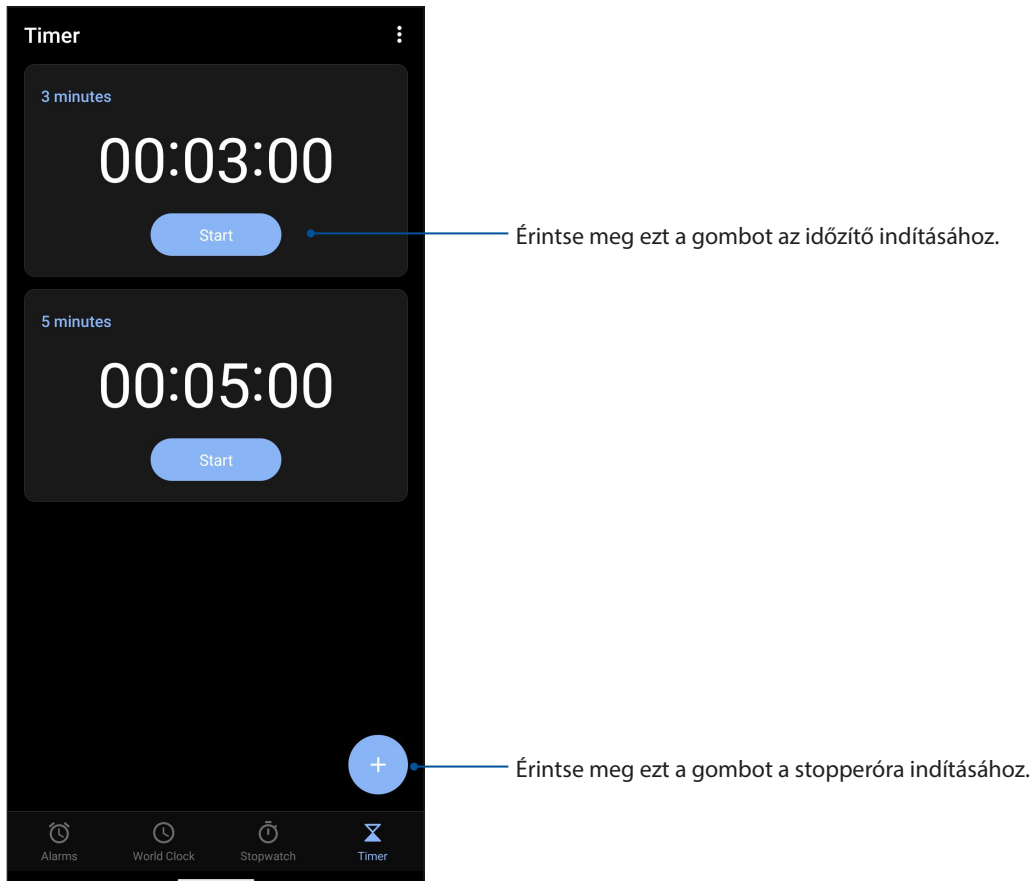 Timer
3 minutes
00:03:00
Start
Érintse meg ezt a gombot az időzítő indításához.
5 minutes
00:05:00
Start
+
Érintse meg ezt a gombot a stopperóra indításához.
Alarms World Clock Stopwatch Timer